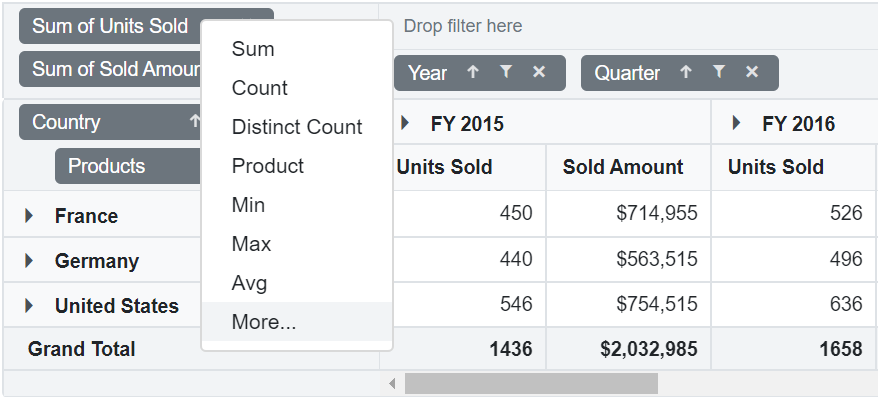 Sum of Units Sold
Drop filter here
Sum of Sold Amoun
Year
Quarter
Country
Products
Sum
Count
Distinct Count
Product
Min
Max
Avg
More...
FY 2015
FY 2016
Units Sold
Sold Amount
Units Sold
France
450
$714,955
526
Germany
440
$563,515
496
United States
546
$754,515
636
Grand Total
1436
$2,032,985
1658